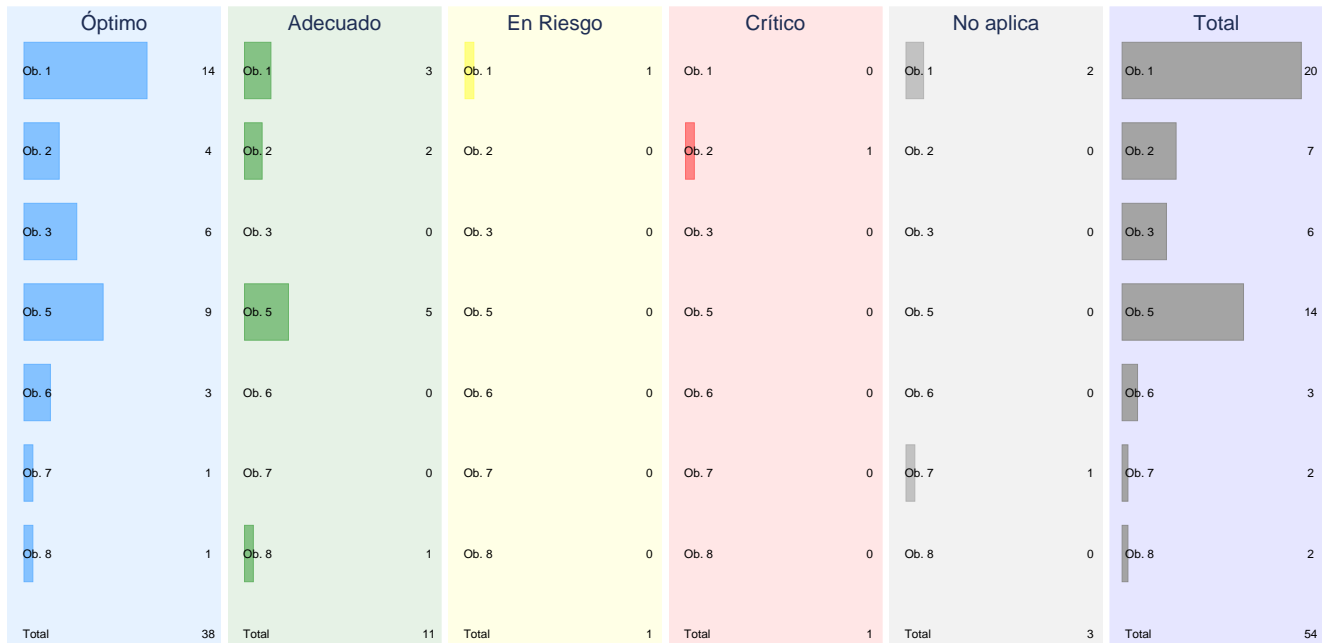 Óptimo Adecuado En Riesgo Crítico No aplica Total
Ob. 1 14 Ob. 1 3 Ob. 1 1 Ob. 1 0 Ob. 1 2 Ob. 1 20
Ob. 2 4 Ob. 2 2 Ob. 2 0 Ob. 2 1 Ob. 2 0 Ob. 2 7
Ob. 3 6 Ob. 3 0 Ob. 3 0 Ob. 3 0 Ob. 3 0 Ob. 3 6
Ob. 5 9 Ob. 5 5 Ob. 5 0 Ob. 5 0 Ob. 5 0 Ob. 5 14
Ob. 6 3 Ob. 6 0 Ob. 6 0 Ob. 6 0 Ob. 6 0 Ob. 6 3
Ob. 7 1 Ob. 7 0 Ob. 7 0 Ob. 7 0 Ob. 7 1 Ob. 7 2
Ob. 8 1 Ob. 8 1 Ob. 8 0 Ob. 8 0 Ob. 8 0 Ob. 8 2
Total 38 Total 11 Total 1 Total 1 Total 3 Total 54